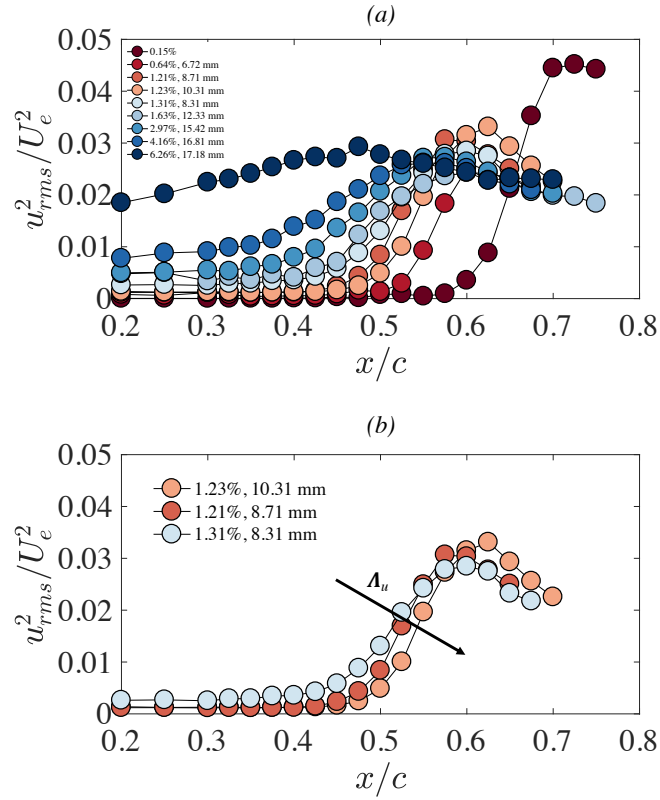 (a)
0.05
0.04
0.03
0.02
0.01
0
u²rms/U²e
0.15%
0.64%, 6.72 mm
1.21%, 8.71 mm
1.23%, 10.31 mm
1.31%, 8.31 mm
1.63%, 12.33 mm
2.97%, 15.42 mm
4.16%, 16.81 mm
6.26%, 17.18 mm
0.2 0.3 0.4 0.5 0.6 0.7 0.8
x/c
(b)
0.05
0.04
0.03
0.02
0.01
0
u²rms/U²e
1.23%, 10.31 mm
1.21%, 8.71 mm
1.31%, 8.31 mm
Λu
0.2 0.3 0.4 0.5 0.6 0.7 0.8
x/c